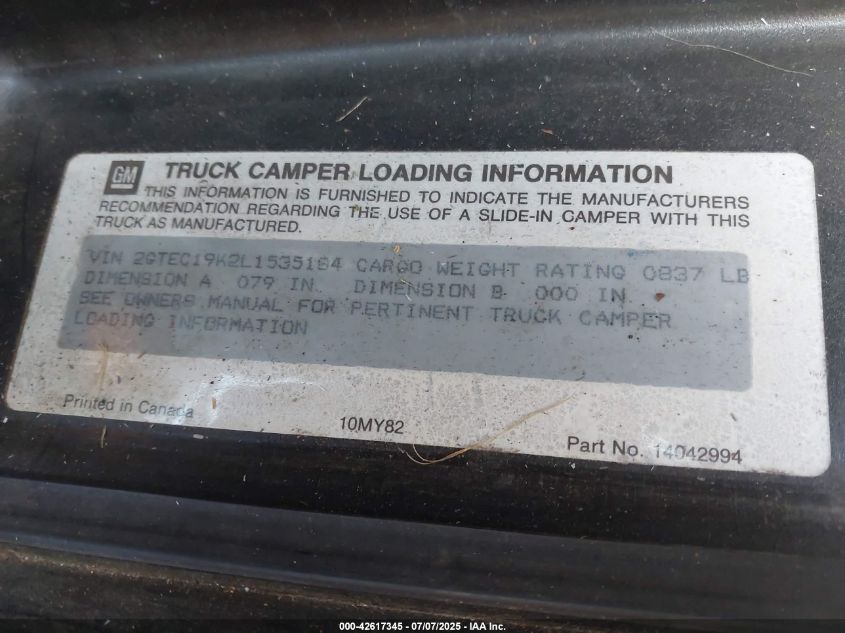 GM TRUCK CAMPER LOADING INFORMATION
THIS INFORMATION IS FURNISHED TO INDICATE THE MANUFACTURERS
RECOMMENDATION REGARDING THE USE OF A SLIDE-IN CAMPER WITH THIS
TRUCK AS MANUFACTURED.
VIN 2GTEC19K2L1535184 CARGO WEIGHT RATING 0837 LB
DIMENSION A 079 IN. DIMENSION B 000 IN
SEE OWNERS MANUAL FOR PERTINENT TRUCK CAMPER
LOADING INFORMATION
Printed in Canada
10MY82
Part No. 14042994
000-42617345 - 07/07/2025 - IAA Inc.